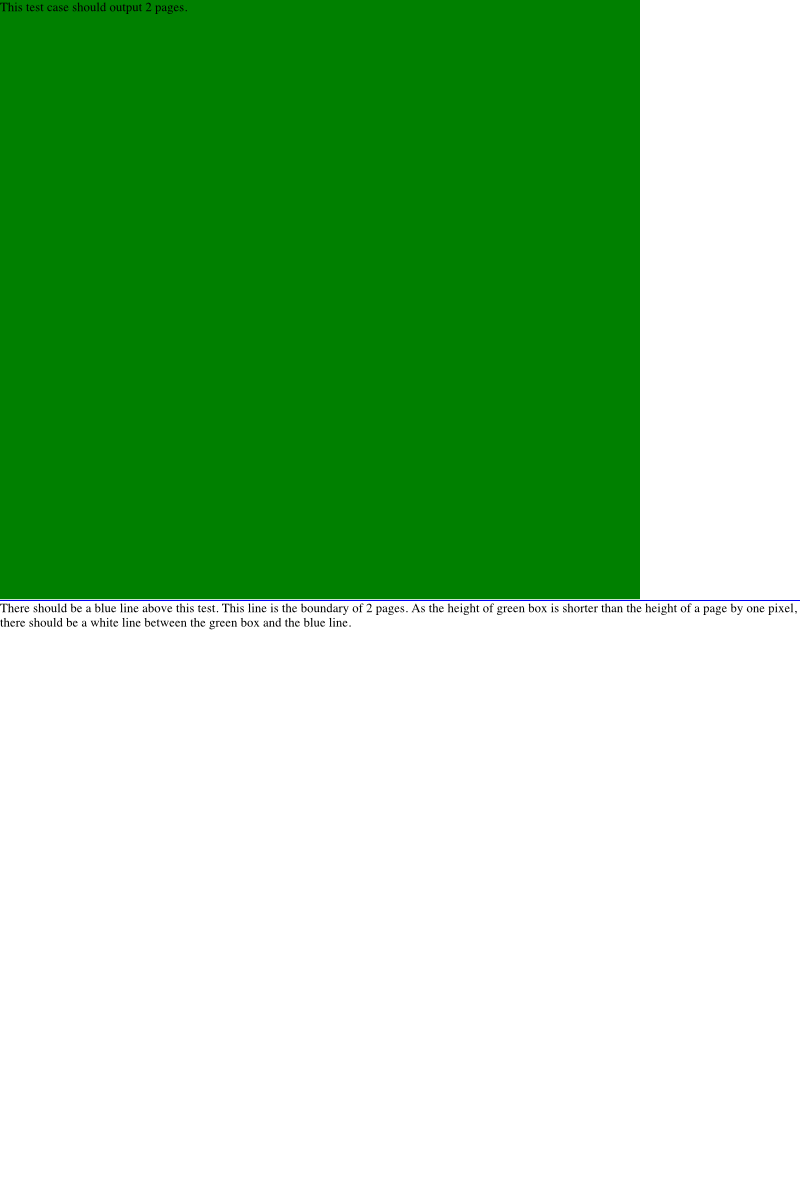 This test case should output 2 pages.
There should be a blue line above this test. This line is the boundary of 2 pages. As the height of green box is shorter than the height of a page by one pixel,
there should be a white line between the green box and the blue line.